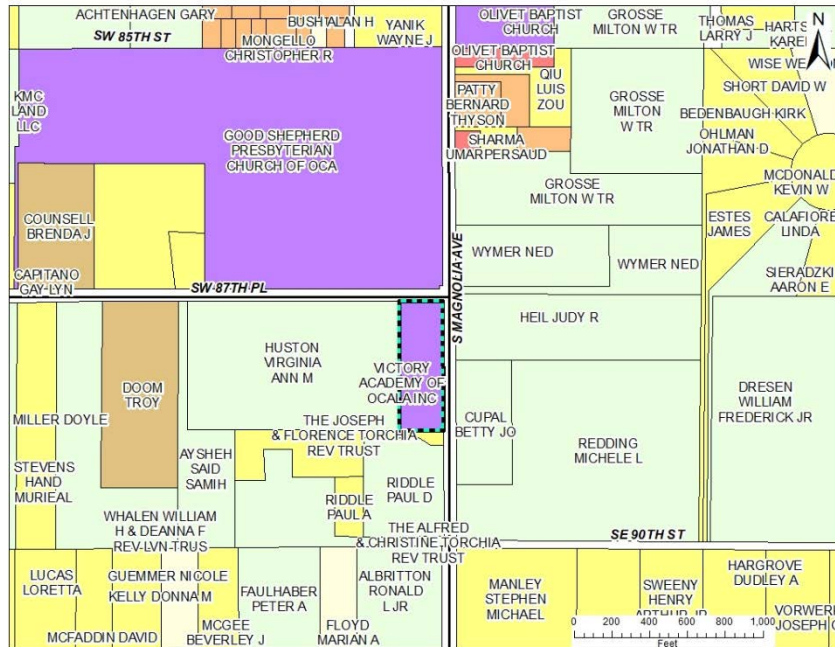 ACHTENHAGEN GARY
SW 85TH ST
MONGELLO
CHRISTOPHER R
BUSHTALAN H
YANIK
WAYNE J
OLIVET BAPTIST
CHURCH
OLIVET BAPTIST
CHURCH
GROSSE
MILTON W TR
THOMAS
LARRY J
N
KMC
LAND
LLC
GOOD SHEPHERD
PRESBYTERIAN
CHURCH OF OCA
PATTY
BERNARD
THYSON
QIU
LUIS
ZOU
SHARMA
UMARPERSAUD
GROSSE
MILTON
W TR
SHORT DAVID W
BEDENBAUGH KIRK
OHLMAN
JONATHAN D
GROSSE
MILTON W TR
MCDONALD
KEVIN W
COUNSELL
BRENDA J
CAPITANO
GAY LYN
ESTES
JAMES
CALAFIORE
LINDA
WYMER NED
WYMER NED
S MAGNOLIA AVE
SIERADZKI
AARON E
SW 87TH PL
HEIL JUDY R
HUSTON
VIRGINIA
ANN M
VICTORY
ACADEMY OF
OCALA INC
DOOM
TROY
MILLER DOYLE
THE JOSEPH
& FLORENCE TORCHIA
REV TRUST
CUPAL
BETTY JO
DRESEN
WILLIAM
FREDERICK JR
REDDING
MICHELE L
STEVENS
HAND
MURIEAL
AYSHEH
SAID
SAMIH
RIDDLE
PAUL D
RIDDLE
PAUL A
WHALEN WILLIAM
H & DEANNA F
REV LVN TRUS
THE ALFRED
& CHRISTINE TORCHIA
REV TRUST
SE 90TH ST
LUCAS
LORETTA
GUEMMER NICOLE
KELLY DONNA M
FAULHABER
PETER A
ALBRITTON
RONALD
L JR
MANLEY
STEPHEN
MICHAEL
SWEENY
HENRY
ARTHUR JR
HARGROVE
DUDLEY A
MCFADDIN DAVID
MCGEE
BEVERLEY J
FLOYD
MARIAN A
JOSEPH
0 200 400 600 800 1,000
Feet